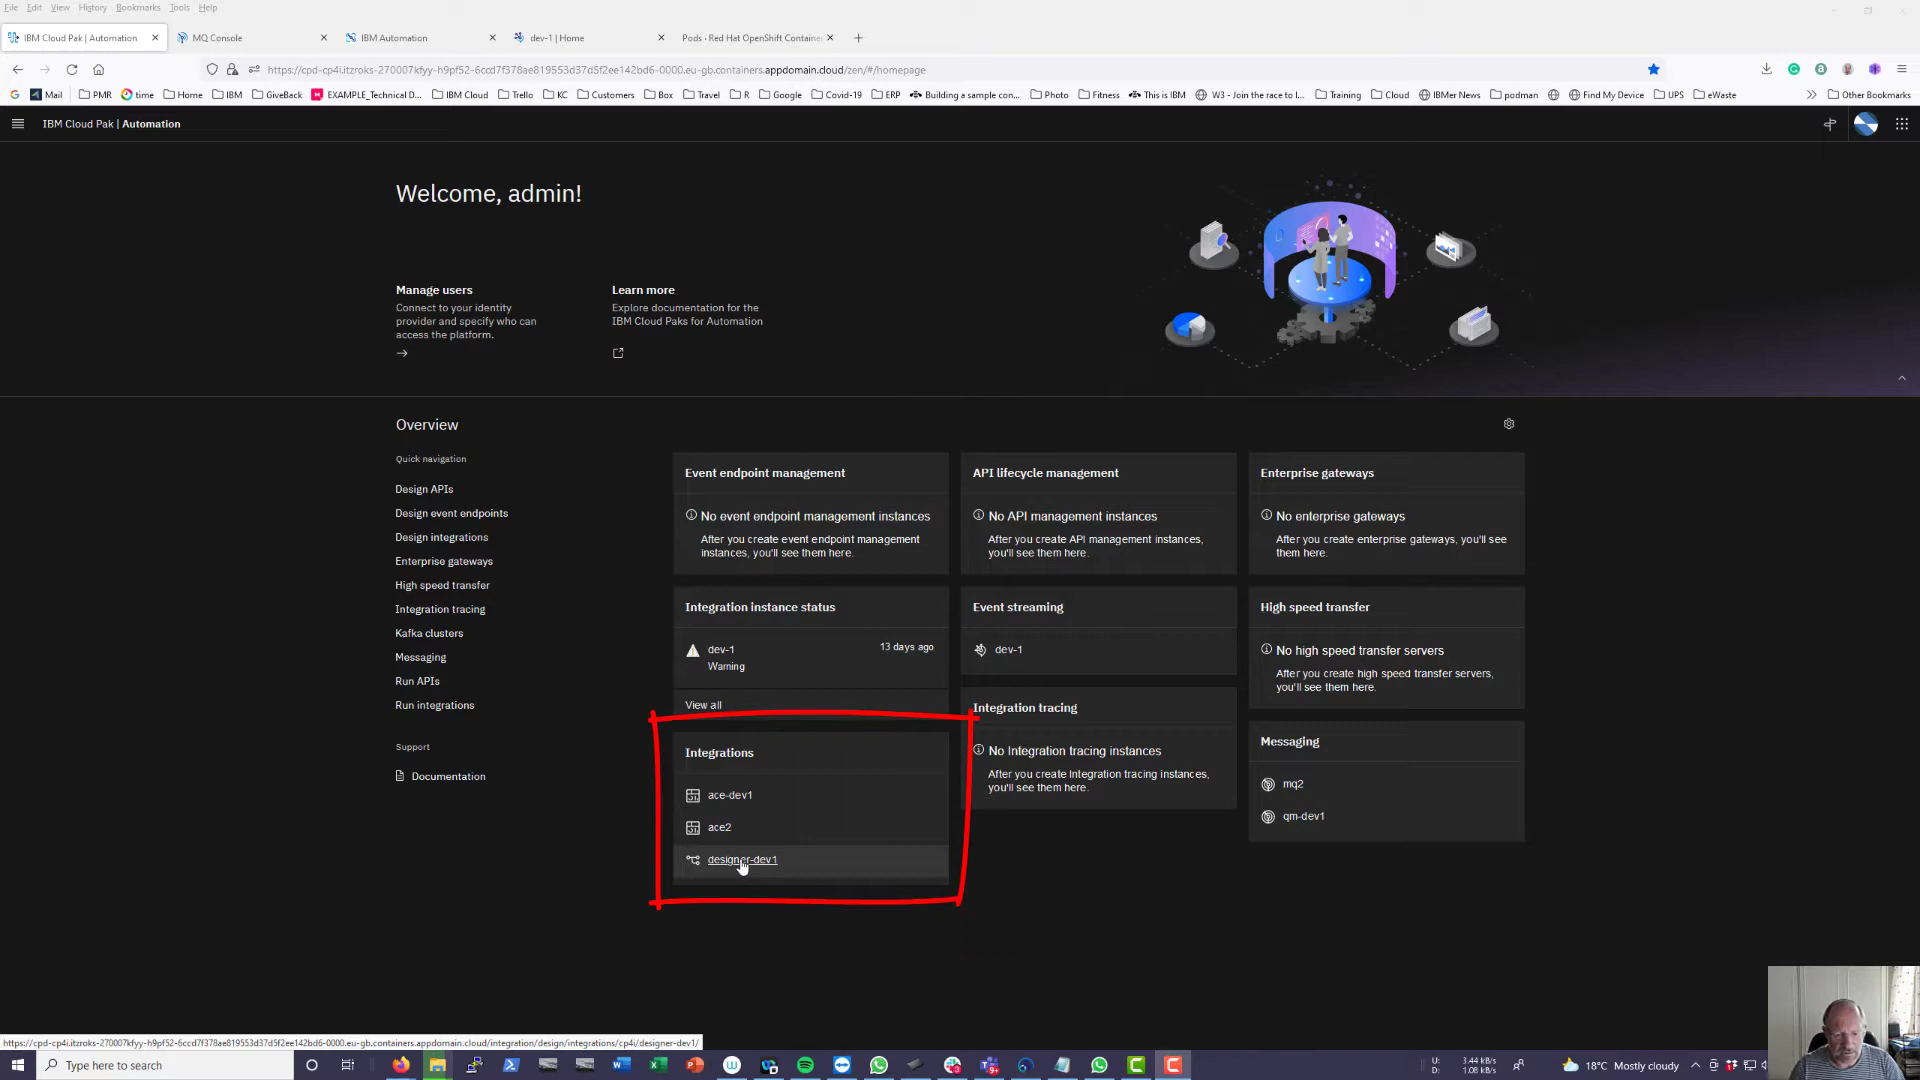 File Edit View History Bookmarks Tools Help
IBM Cloud Pak | Automation
MQ Console
IBM Automation
dev-1 | Home
Pods · Red Hat OpenShift Container
https://cpd-cp4i.itzroks-270007kfyy-h9pf52-6ccd7f378ae819553d37d5f2ee142bd6-0000.eu-gb.containers.appdomain.cloud/zen/#/homepage
Mail PMR time Home IBM GiveBack EXAMPLE_Technical D... IBM Cloud Trello KC Customers Box Travel R Google Covid-19 ERP Building a sample con... Photo Fitness This is IBM W3 - Join the race to I... Training Cloud IBMer News podman Find My Device UPS eWaste Other Bookmarks
IBM Cloud Pak | Automation
Welcome, admin!
Manage users
Connect to your identity
provider and specify who can
access the platform.
Learn more
Explore documentation for the
IBM Cloud Paks for Automation
Overview
Quick navigation
Design APIs
Design event endpoints
Design integrations
Enterprise gateways
High speed transfer
Integration tracing
Kafka clusters
Messaging
Run APIs
Run integrations
Support
Documentation
Event endpoint management
No event endpoint management instances
After you create event endpoint management
instances, you'll see them here.
API lifecycle management
No API management instances
After you create API management instances,
you'll see them here.
Enterprise gateways
No enterprise gateways
After you create enterprise gateways, you'll see
them here.
Integration instance status
dev-1
13 days ago
Warning
View all
Event streaming
dev-1
High speed transfer
No high speed transfer servers
After you create high speed transfer servers,
you'll see them here.
Integration tracing
No Integration tracing instances
After you create Integration tracing instances,
you'll see them here.
Integrations
ace-dev1
ace2
designer-dev1
Messaging
mq2
qm-dev1
https://cpd-cp4i.itzroks-270007kfyy-h9pf52-6ccd7f378ae819553d37d5f2ee142bd6-0000.eu-gb.containers.appdomain.cloud/integration/design/integrations/cp4i/designer-dev1/
Type here to search
U: 3.44 kB/s
D: 1.08 kB/s
18°C Mostly cloudy